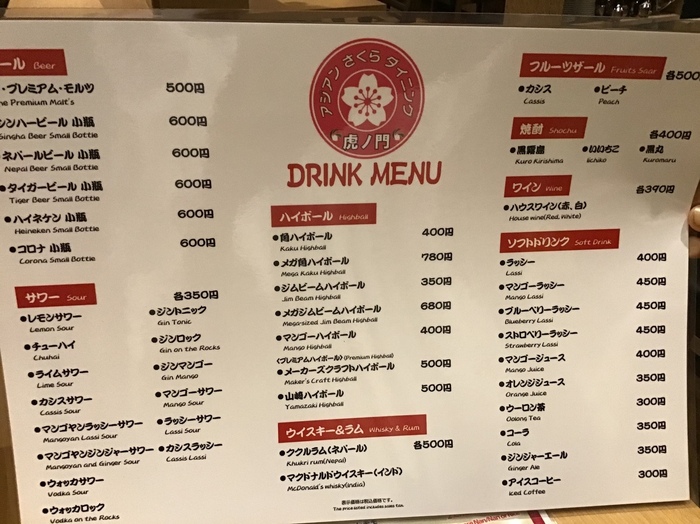 ール Beer
・プレミアム・モルツ 500円
he Premium Malt's
シンハービール 小瓶 600円
Singha Beer Small Bottle
ネパールビール 小瓶 600円
Nepal Beer Small Bottle
●タイガービール 小瓶 600円
Tiger Beer Small Bottle
●ハイネケン 小瓶 600円
Heineken Small Bottle
●コロナ 小瓶 600円
Corona Small Bottle
サワー Sour 各350円
●レモンサワー
Lemon Sour
●チューハイ
Chuhai
●ライムサワー
Lime Sour
●カシスサワー
Cassis Sour
●マンゴヤンラッシーサワー
Mangoyan Lassi Sour
●マンゴヤンジンジャーサワー
Mangoyan and Ginger Sour
●ウォッカサワー
Vodka Sour
●ウォッカロック
Vodka on the Rocks
●ジントニック
Gin Tonic
●ジンロック
Gin on the Rocks
●ジンマンゴー
Gin Mango
●マンゴーサワー
Mango Sour
●ラッシーサワー
Lassi Sour
●カシスラッシー
Cassis Lassi
アジアン さくら ダイニング
虎ノ門
DRINK MENU
ハイボール Highball
●角ハイボール 400円
Kaku Highball
●メガ角ハイボール 780円
Mega Kaku Highball
●ジムビームハイボール 350円
Jim Beam Highball
●メガジムビームハイボール 680円
Mega-sized Jim Beam Highball
●マンゴーハイボール 400円
Mango Highball
〈プレミアムハイボール〉(Premium Highball)
●メーカーズクラフトハイボール 500円
Maker's Craft Highball
●山崎ハイボール 500円
Yamazaki Highball
ウイスキー&ラム Whisky & Rum
●ククルラム(ネパール) 各500円
Khukri rum(Nepal)
●マクドナルドウイスキー(インド)
McDonald's whisky(India)
表示価格は税込価格です。
The price listed includes sales tax.
フルーツザール Fruits Saar 各500
●カシス ●ピーチ
Cassis Peach
焼酎 Shochu 各400円
●黒霧島 ●いいちこ ●黒丸
Kuro Kirishima Iichiko Kuromaru
ワイン Wine 各390円
●ハウスワイン(赤、白)
House wine(Red, White)
ソフトドリンク Soft Drink
●ラッシー 400円
Lassi
●マンゴーラッシー 450円
Mango Lassi
●ブルーベリーラッシー 450円
Blueberry Lassi
●ストロベリーラッシー 450円
Strawberry Lassi
●マンゴージュース 400円
Mango Juice
●オレンジジュース 350円
Orange Juice
●ウーロン茶 300円
Oolong Tea
●コーラ 350円
Cola
●ジンジャーエール 350円
Ginger Ale
●アイスコーヒー 300円
Iced Coffee